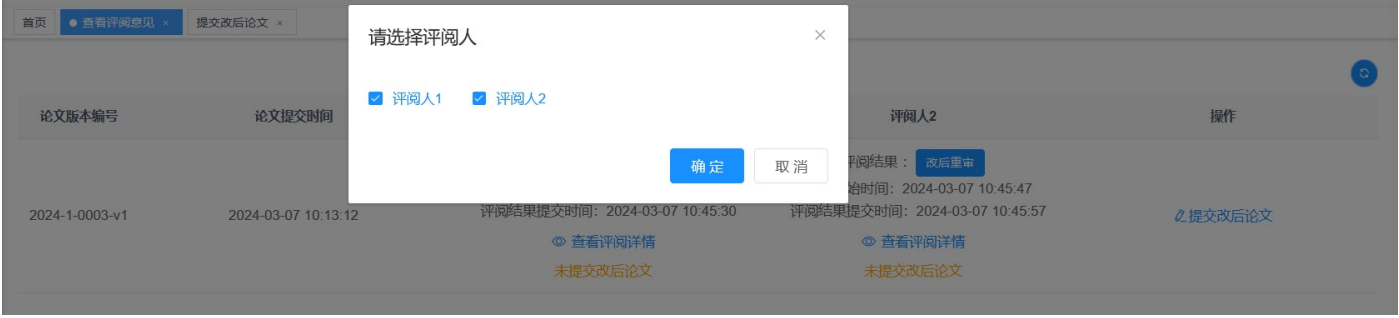 首页 查看评阅意见 × 提交改后论文 ×
请选择评阅人
评阅人1 评阅人2
确定 取消
论文版本编号 论文提交时间 评阅人2 操作
评阅结果： 改后重审
始时间：2024-03-07 10:45:47
2024-1-0003-v1 2024-03-07 10:13:12 评阅结果提交时间：2024-03-07 10:45:30 评阅结果提交时间：2024-03-07 10:45:57 提交改后论文
查看评阅详情 查看评阅详情
未提交改后论文 未提交改后论文